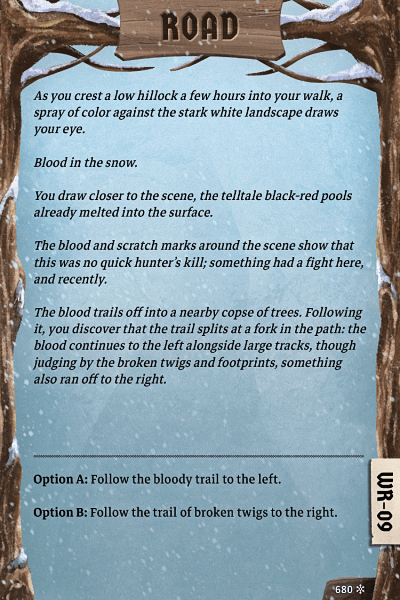 ROAD
As you crest a low hillock a few hours into your walk, a
spray of color against the stark white landscape draws
your eye.
Blood in the snow.
You draw closer to the scene, the telltale black-red pools
already melted into the surface.
The blood and scratch marks around the scene show that
this was no quick hunter's kill; something had a fight here,
and recently.
The blood trails off into a nearby copse of trees. Following
it, you discover that the trail splits at a fork in the path: the
blood continues to the left alongside large tracks, though
judging by the broken twigs and footprints, something
also ran off to the right.
Option A: Follow the bloody trail to the left.
Option B: Follow the trail of broken twigs to the right.
WR-09
680